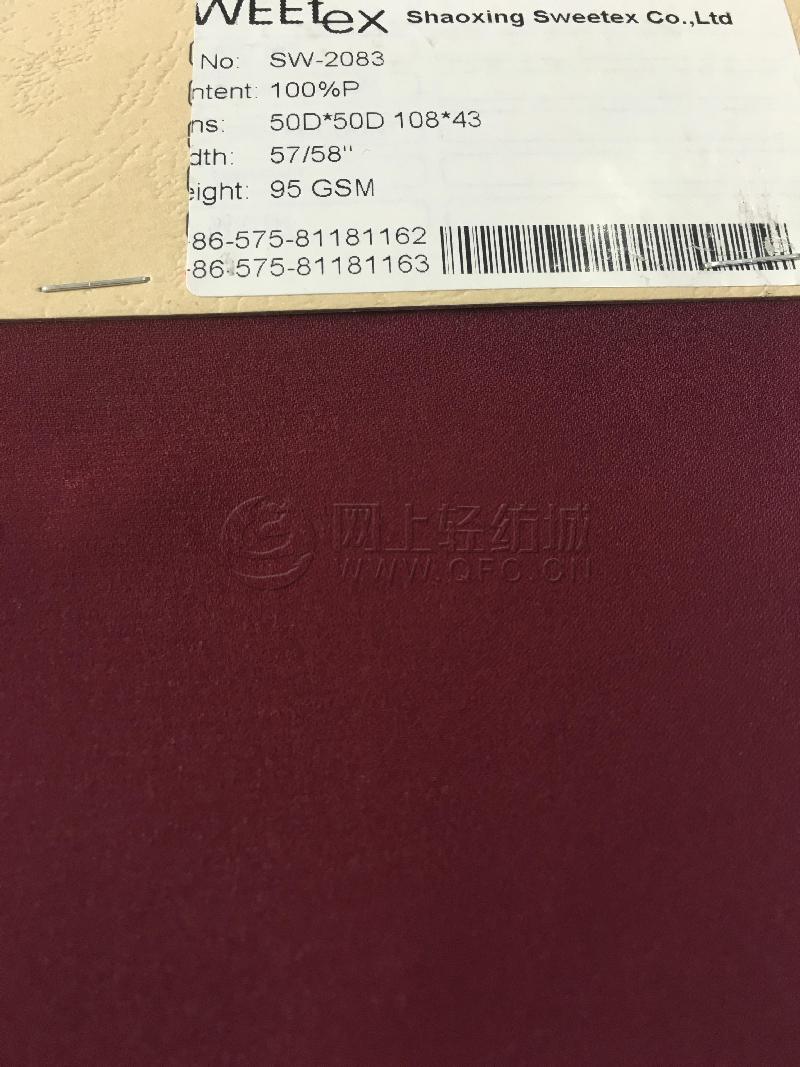 WEEtex Shaoxing Sweetex Co.,Ltd
No: SW-2083
ntent: 100%P
ns: 50D*50D 108*43
dth: 57/58"
eight: 95 GSM
86-575-81181162
-86-575-81181163
网上轻纺城
WWW.QFC.CN